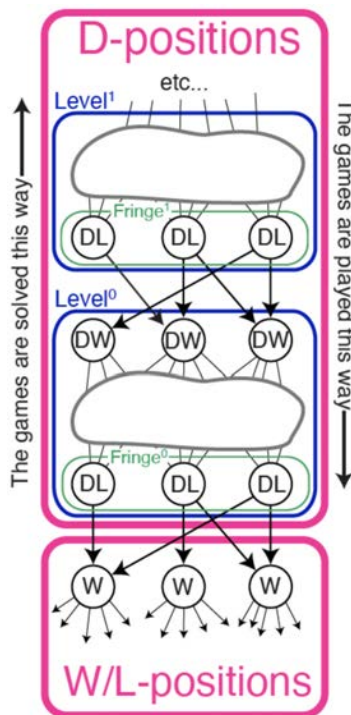 D-positions
etc...
Level¹
Fringe¹
DL DL DL
Level⁰
DW DW DW
Fringe⁰
DL DL DL
W W W
W/L-positions
The games are solved this way
The games are played this way